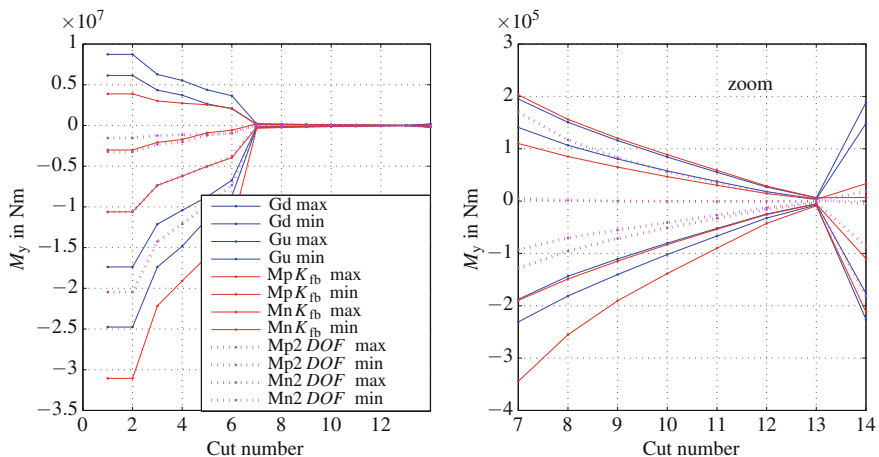 ×10⁷
1
0.5
0
−0.5
−1
−1.5
−2
−2.5
−3
−3.5
M_y in Nm
0 2 4 6 8 10 12
Cut number
Gd max
Gd min
Gu max
Gu min
Mp K_fb max
Mp K_fb min
Mn K_fb max
Mn K_fb min
Mp2 DOF max
Mp2 DOF min
Mn2 DOF max
Mn2 DOF min
×10⁵
3
2
1
0
−1
−2
−3
−4
M_y in Nm
zoom
7 8 9 10 11 12 13 14
Cut number